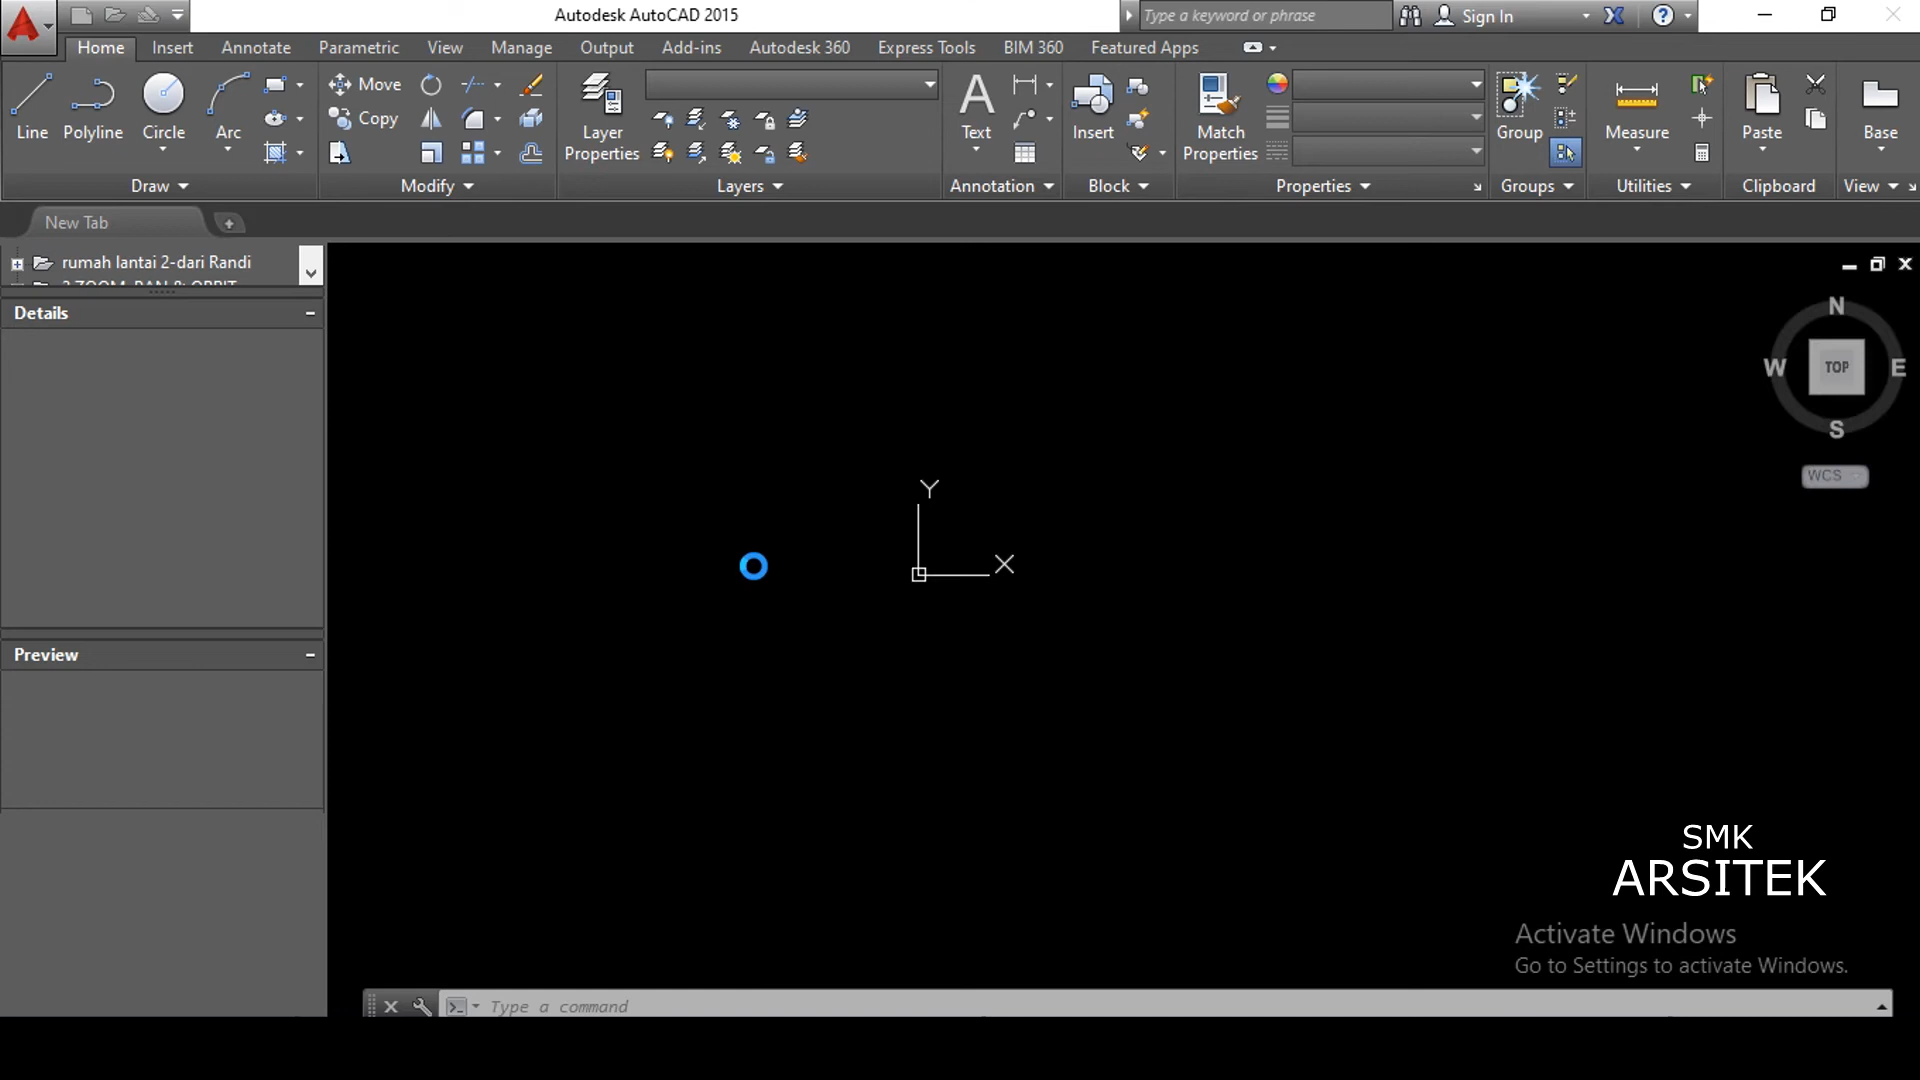 Autodesk AutoCAD 2015
Type a keyword or phrase
Sign In
Home
Insert
Annotate
Parametric
View
Manage
Output
Add-ins
Autodesk 360
Express Tools
BIM 360
Featured Apps
Line
Polyline
Circle
Arc
Draw
Move
Copy
Modify
Layer
Properties
Layers
A
Text
Annotation
Insert
Block
Match
Properties
Properties
Group
Groups
Measure
Utilities
Paste
Clipboard
Base
View
New Tab
rumah lantai 2-dari Randi
Details
Preview
N
W
TOP
E
S
WCS
Y
X
SMK
ARSITEK
Activate Windows
Go to Settings to activate Windows.
Type a command